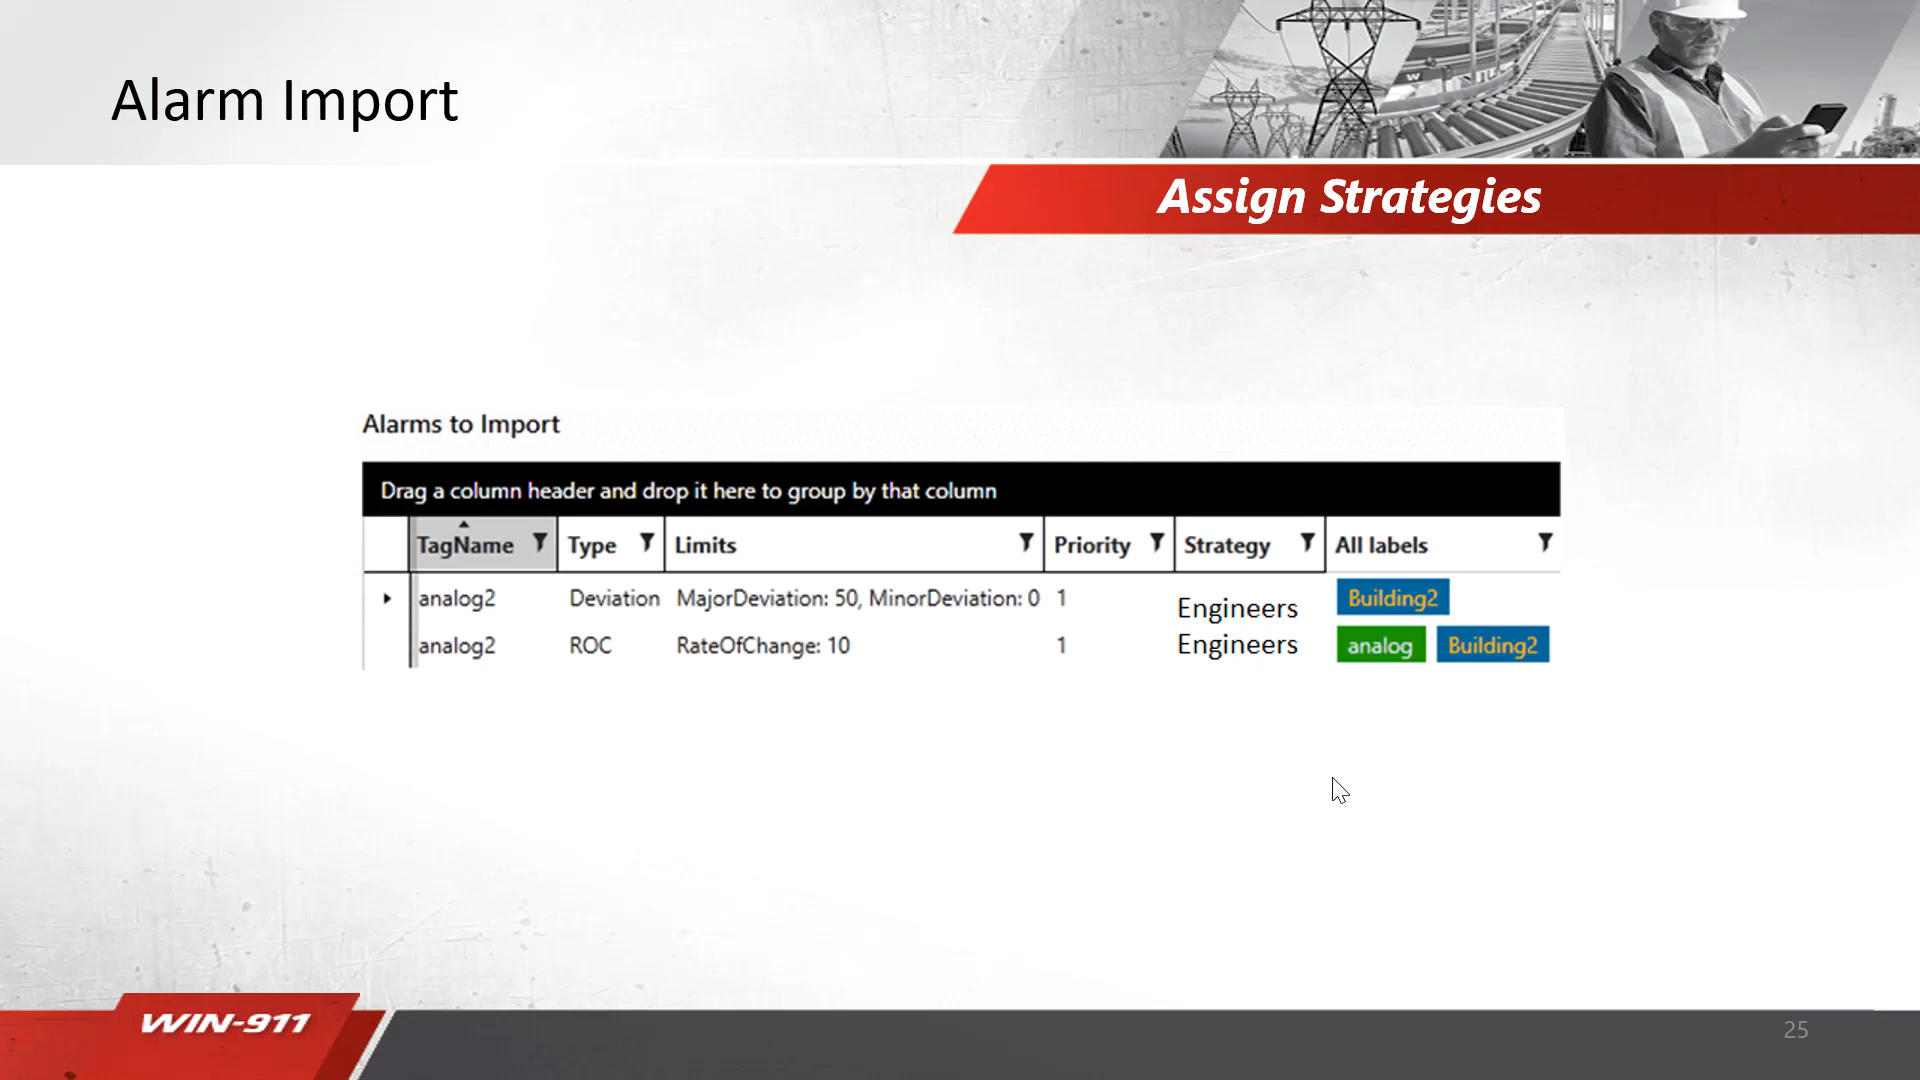 Alarm Import
Assign Strategies
Alarms to Import
Drag a column header and drop it here to group by that column
TagName Type Limits Priority Strategy All labels
analog2 Deviation MajorDeviation: 50, MinorDeviation: 0 1 Engineers Building2
analog2 ROC RateOfChange: 10 1 Engineers analog Building2
WIN-911
25